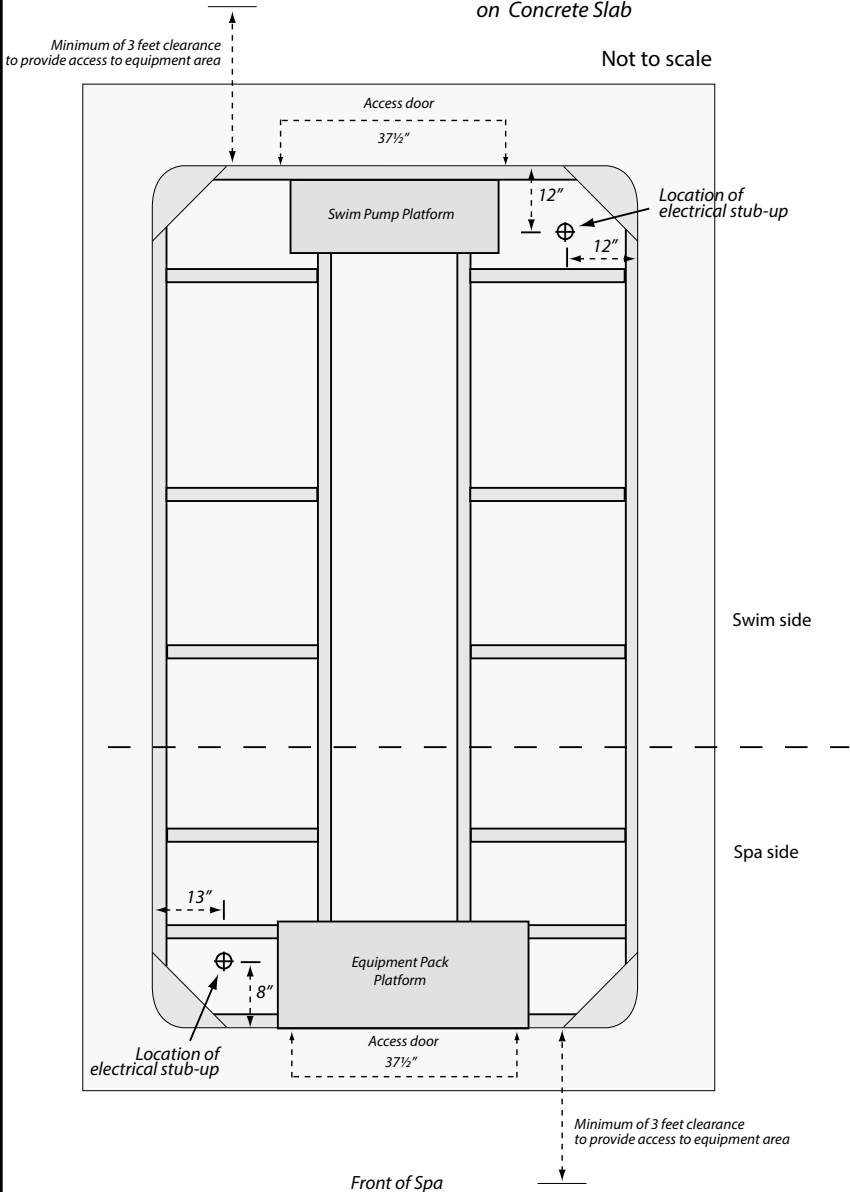 on Concrete Slab
Minimum of 3 feet clearance
to provide access to equipment area
Not to scale
Access door
37½"
Swim Pump Platform
12"
Location of
electrical stub-up
12"
Swim side
Spa side
13"
Equipment Pack
Platform
8"
Location of
electrical stub-up
Access door
37½"
Minimum of 3 feet clearance
to provide access to equipment area
Front of Spa